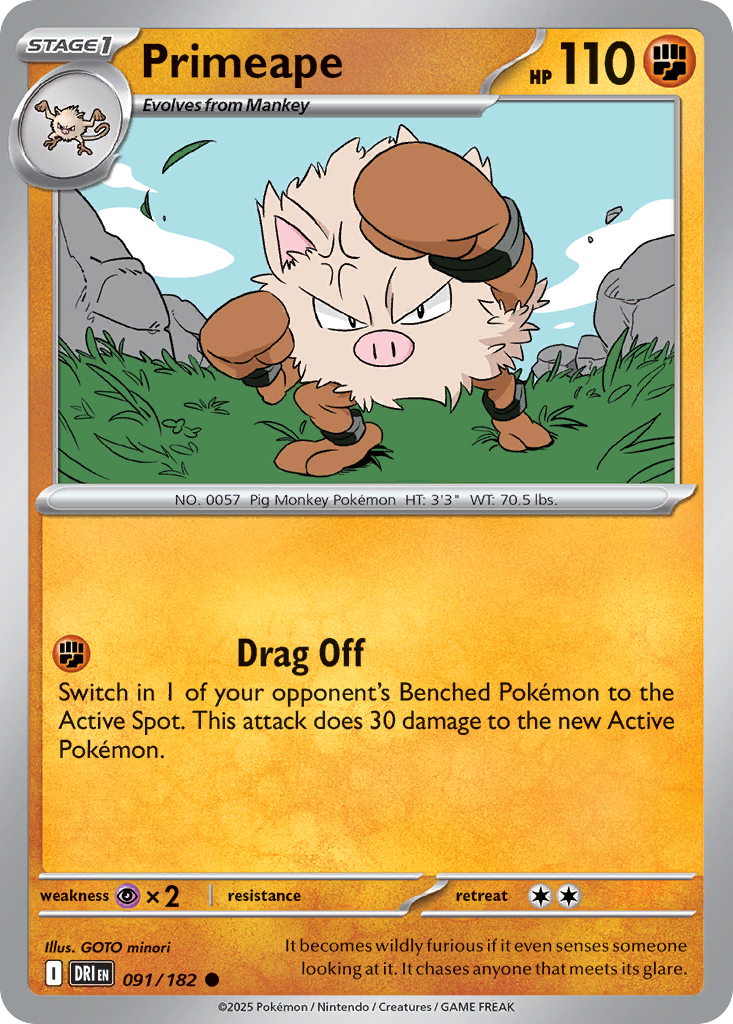 STAGE1
Primeape
HP 110
Evolves from Mankey
NO. 0057 Pig Monkey Pokémon HT: 3'3" WT: 70.5 lbs.
Drag Off
Switch in 1 of your opponent's Benched Pokémon to the
Active Spot. This attack does 30 damage to the new Active
Pokémon.
weakness ×2 resistance retreat
Illus. GOTO minori
It becomes wildly furious if it even senses someone
looking at it. It chases anyone that meets its glare.
I DRI EN 091/182
©2025 Pokémon / Nintendo / Creatures / GAME FREAK